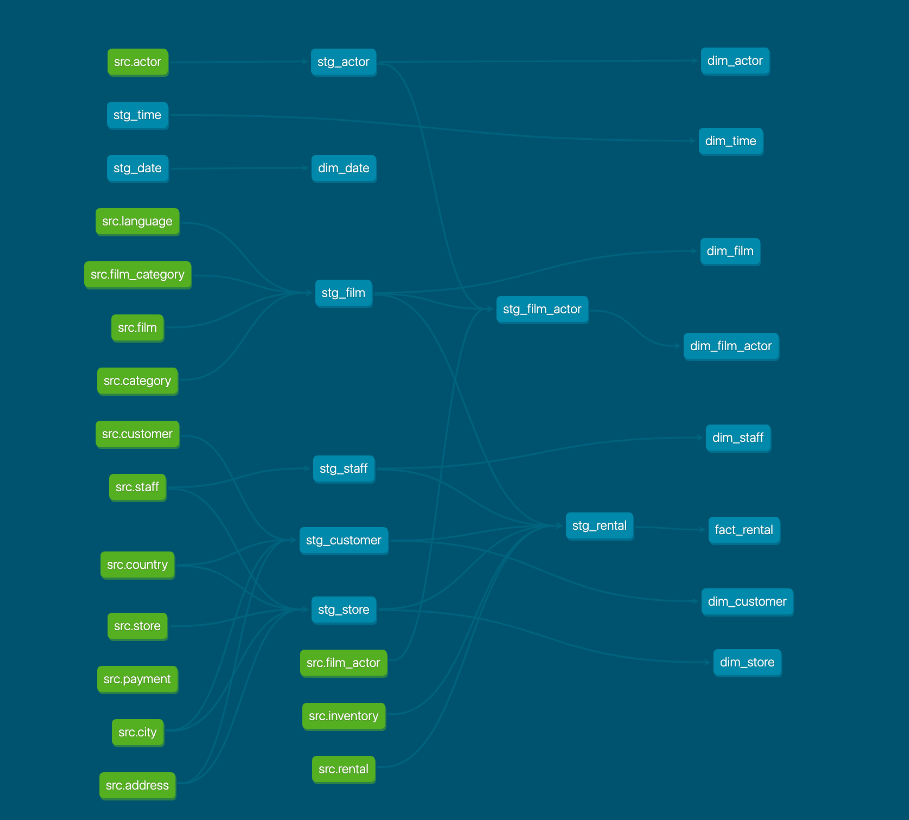 src.actor
stg_actor
dim_actor
stg_time
dim_time
stg_date
dim_date
src.language
dim_film
src.film_category
stg_film
stg_film_actor
src.film
dim_film_actor
src.category
src.customer
dim_staff
stg_staff
src.staff
stg_rental
fact_rental
stg_customer
src.country
dim_customer
stg_store
src.store
src.film_actor
dim_store
src.payment
src.inventory
src.city
src.rental
src.address